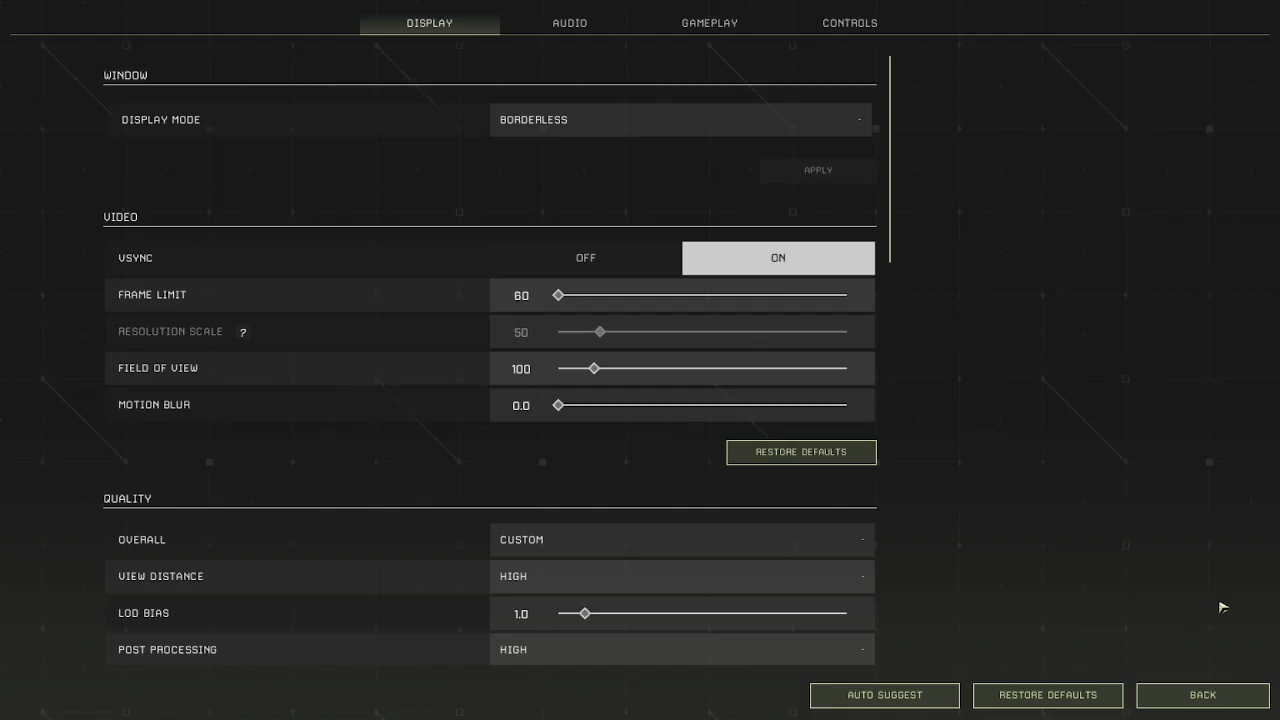 DISPLAY AUDIO GAMEPLAY CONTROLS
WINDOW
DISPLAY MODE BORDERLESS
APPLY
VIDEO
VSYNC OFF ON
FRAME LIMIT 60
RESOLUTION SCALE ? 50
FIELD OF VIEW 100
MOTION BLUR 0.0
RESTORE DEFAULTS
QUALITY
OVERALL CUSTOM
VIEW DISTANCE HIGH
LOD BIAS 1.0
POST PROCESSING HIGH
AUTO SUGGEST RESTORE DEFAULTS BACK